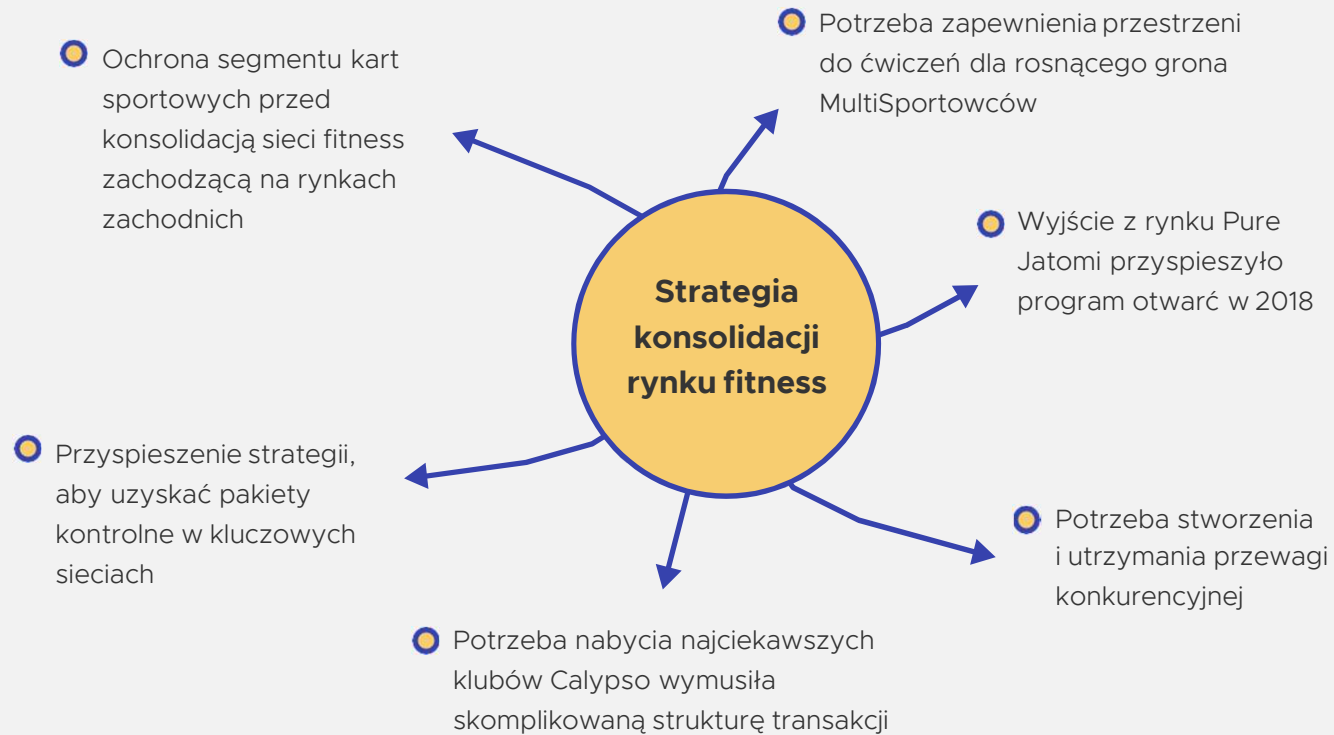 Ochrona segmentu kart
sportowych przed
konsolidacją sieci fitness
zachodzącą na rynkach
zachodnich
Potrzeba zapewnienia przestrzeni
do ćwiczeń dla rosnącego grona
MultiSportowców
Wyjście z rynku Pure
Jatomi przyspieszyło
program otwarć w 2018
Strategia
konsolidacji
rynku fitness
Przyspieszenie strategii,
aby uzyskać pakiety
kontrolne w kluczowych
sieciach
Potrzeba stworzenia
i utrzymania przewagi
konkurencyjnej
Potrzeba nabycia najciekawszych
klubów Calypso wymusiła
skomplikowaną strukturę transakcji